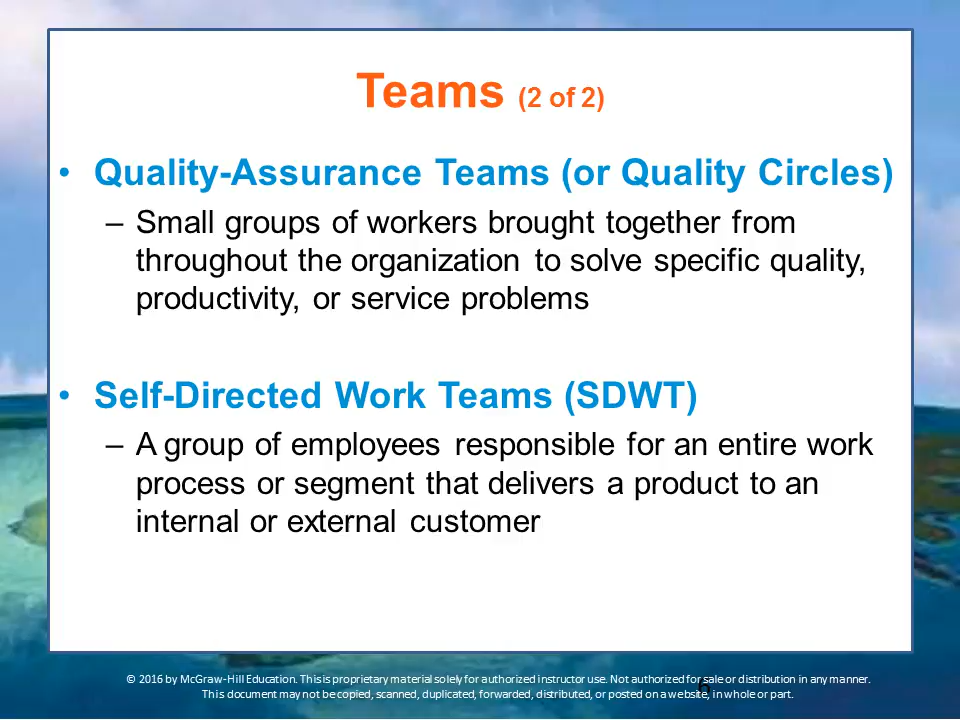 Teams (2 of 2)
• Quality-Assurance Teams (or Quality Circles)
– Small groups of workers brought together from
throughout the organization to solve specific quality,
productivity, or service problems
• Self-Directed Work Teams (SDWT)
– A group of employees responsible for an entire work
process or segment that delivers a product to an
internal or external customer
© 2016 by McGraw-Hill Education. This is proprietary material solely for authorized instructor use. Not authorized for sale or distribution in any manner.
This document may not be copied, scanned, duplicated, forwarded, distributed, or posted on a website, in whole or part.